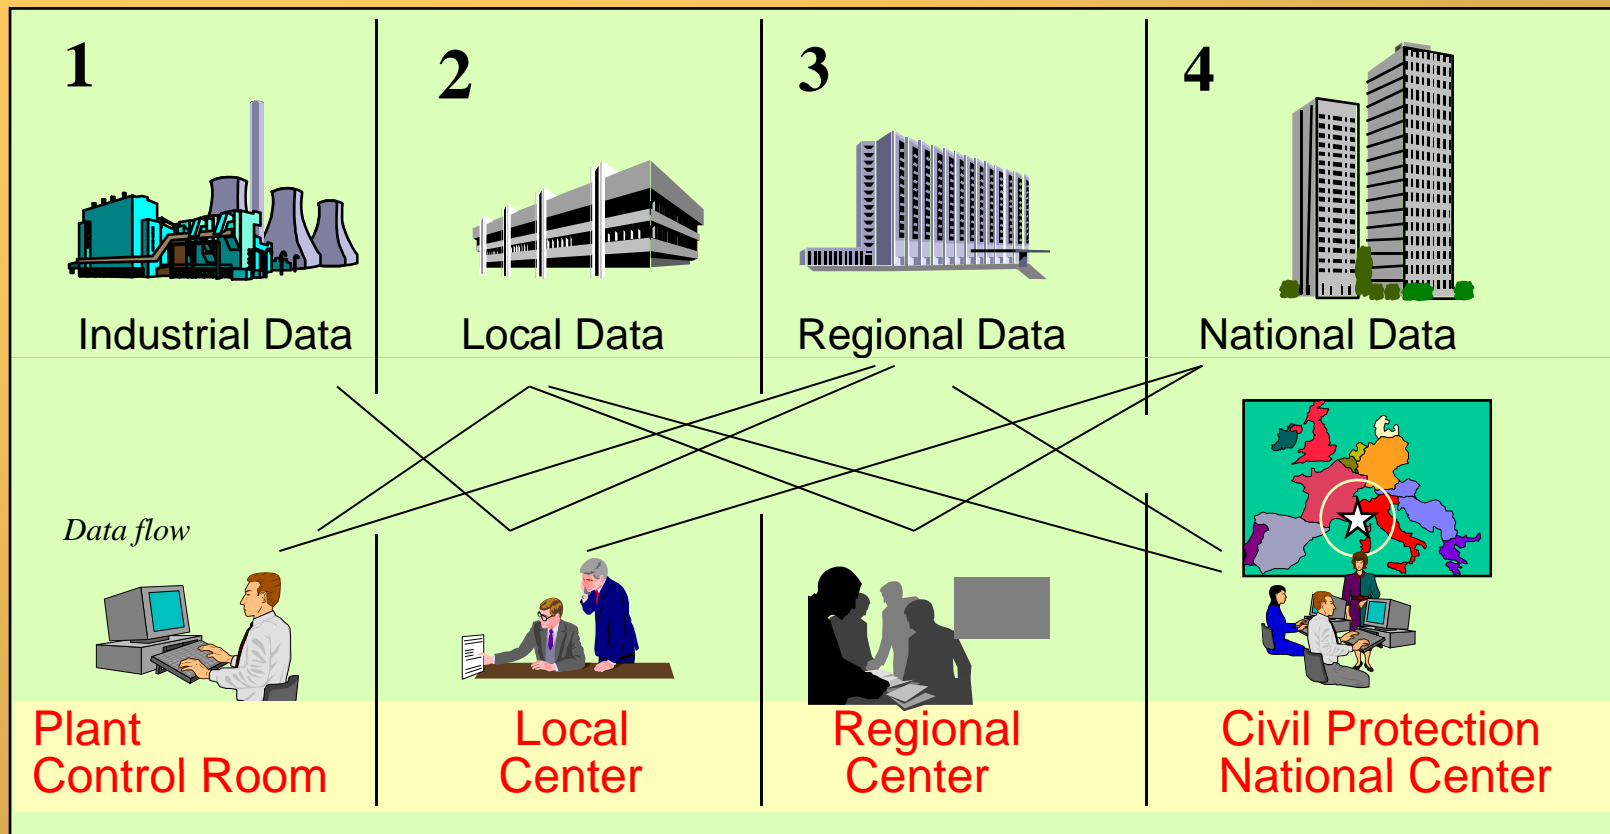 1
2
3
4
Industrial Data
Local Data
Regional Data
National Data
Data flow
Plant
Control Room
Local
Center
Regional
Center
Civil Protection
National Center